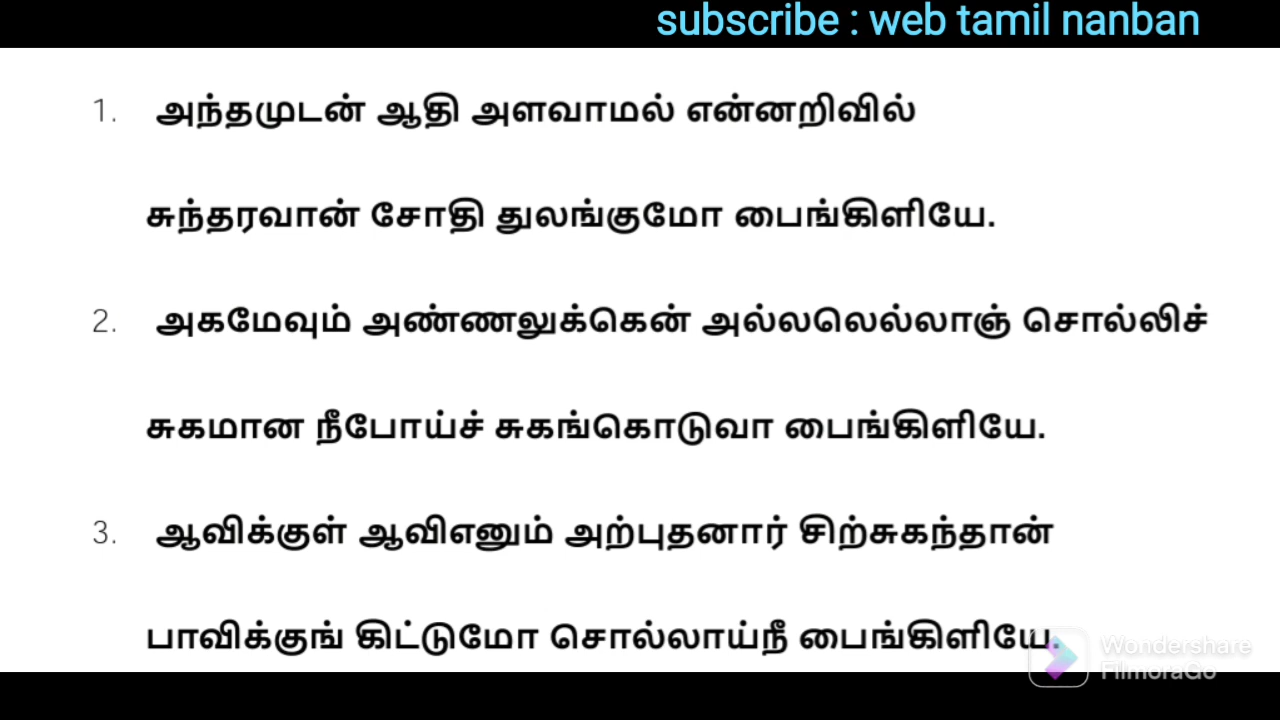 subscribe : web tamil nanban
1. அந்தமுடன் ஆதி அளவாமல் என்னறிவில்
சுந்தரவான் சோதி துலங்குமோ பைங்கிளியே.
2. அகமேவும் அண்ணலுக்கென் அல்லலெல்லாஞ் சொல்லிச்
சுகமான நீபோய்ச் சுகங்கொடுவா பைங்கிளியே.
3. ஆவிக்குள் ஆவிஎனும் அற்புதனார் சிற்சுகந்தான்
பாவிக்குங் கிட்டுமோ சொல்லாய்நீ பைங்கிளியே.
Wondershare
FilmoraGo